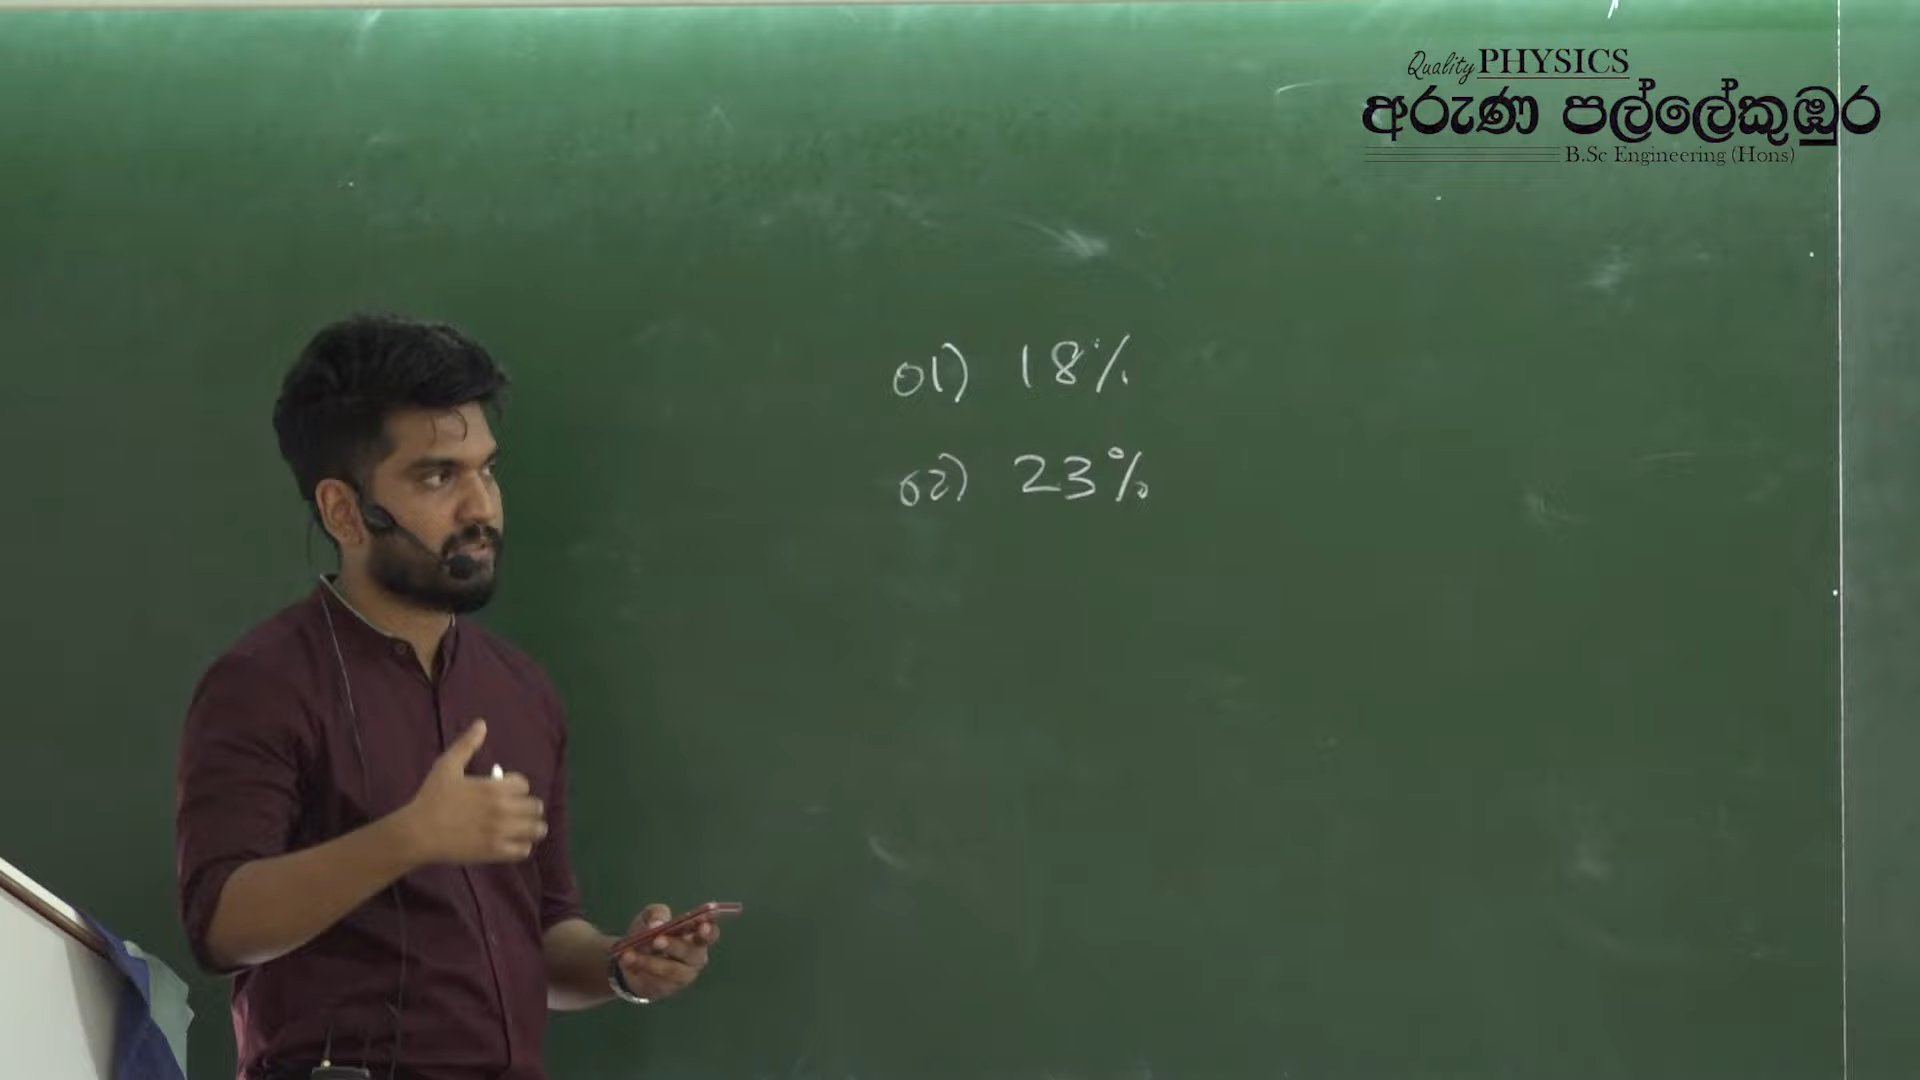 Quality PHYSICS
අරුණ පල්ලේකුඹුර
B.Sc Engineering (Hons)
01) 18%
02) 23%